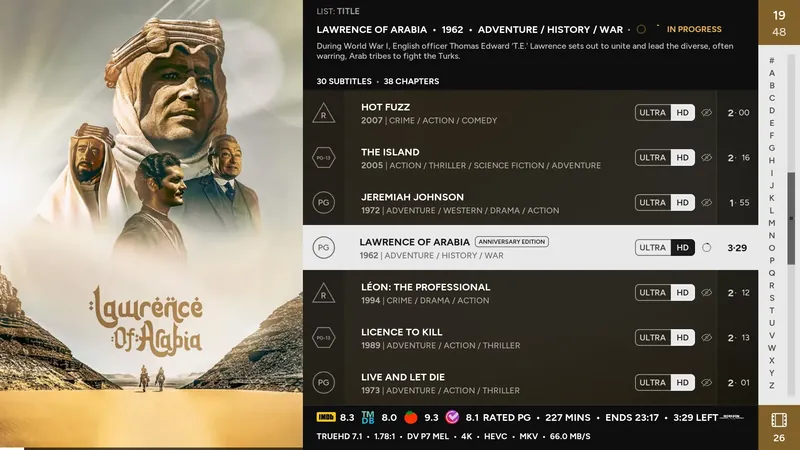 LIST: TITLE
LAWRENCE OF ARABIA • 1962 • ADVENTURE / HISTORY / WAR • IN PROGRESS
During World War I, English officer Thomas Edward 'T.E.' Lawrence sets out to unite and lead the diverse, often
warring, Arab tribes to fight the Turks.
30 SUBTITLES • 38 CHAPTERS
R
HOT FUZZ
2007 | CRIME / ACTION / COMEDY
ULTRA HD
2· 00
PG-13
THE ISLAND
2005 | ACTION / THRILLER / SCIENCE FICTION / ADVENTURE
ULTRA HD
2· 16
PG
JEREMIAH JOHNSON
1972 | ADVENTURE / WESTERN / DRAMA / ACTION
ULTRA HD
1· 55
PG
LAWRENCE OF ARABIA ANNIVERSARY EDITION
1962 | ADVENTURE / HISTORY / WAR
ULTRA HD
3·29
R
LÉON: THE PROFESSIONAL
1994 | CRIME / DRAMA / ACTION
ULTRA HD
2· 12
PG-13
LICENCE TO KILL
1989 | ADVENTURE / ACTION / THRILLER
ULTRA HD
2· 13
PG
LIVE AND LET DIE
1973 | ADVENTURE / ACTION / THRILLER
ULTRA HD
2· 01
IMDb 8.3 TMDB 8.0 9.3 8.1 RATED PG • 227 MINS • ENDS 23:17 • 3:29 LEFT
TRUEHD 7.1 • 1.78:1 • DV P7 MEL • 4K • HEVC • MKV • 66.0 MB/S
Lawrence
Of Arabia
19
48
#
A
B
C
D
E
F
G
H
I
J
K
L
M
N
O
P
Q
R
S
T
U
V
W
X
Y
Z
26